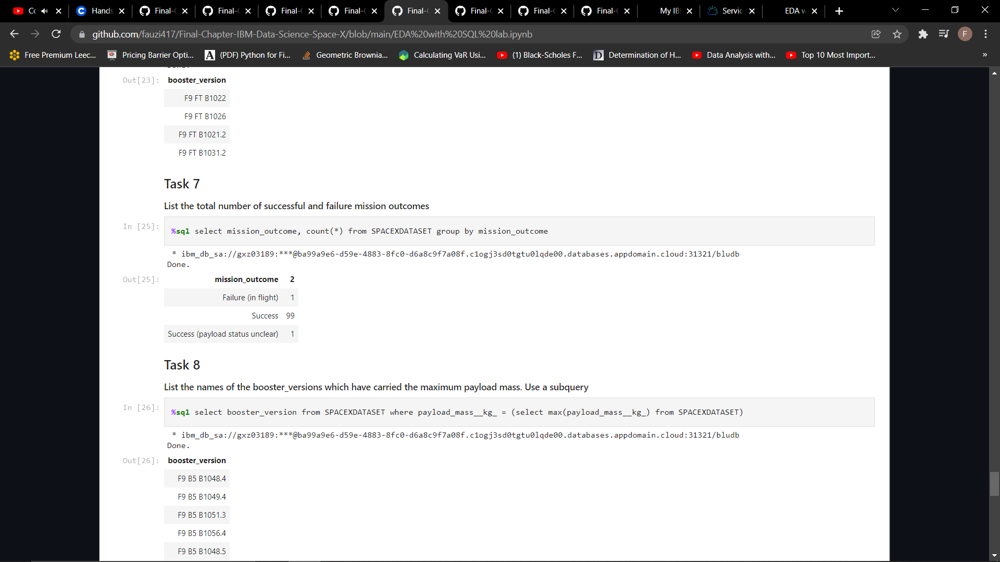 Co
Hands
Final-C
Final-C
Final-C
Final-C
Final-C
Final-C
Final-C
Final-C
My IB
Servic
EDA w
github.com/fauzi417/Final-Chapter-IBM-Data-Science-Space-X/blob/main/EDA%20with%20SQL%20lab.ipynb
F
Free Premium Leec...
Pricing Barrier Opti...
(PDF) Python for Fi...
Geometric Brownia...
Calculating VaR Usi...
(1) Black-Scholes F...
Determination of H...
Data Analysis with...
Top 10 Most Import...
»
Out[23]: booster_version
F9 FT B1022
F9 FT B1026
F9 FT B1021.2
F9 FT B1031.2
Task 7
List the total number of successful and failure mission outcomes
In [25]: %sql select mission_outcome, count(*) from SPACEXDATASET group by mission_outcome
* ibm_db_sa://gxz03189:***@ba99a9e6-d59e-4883-8fc0-d6a8c9f7a08f.c1ogj3sd0tgtu0lqde00.databases.appdomain.cloud:31321/bludb
Done.
Out[25]: mission_outcome 2
Failure (in flight) 1
Success 99
Success (payload status unclear) 1
Task 8
List the names of the booster_versions which have carried the maximum payload mass. Use a subquery
In [26]: %sql select booster_version from SPACEXDATASET where payload_mass__kg_ = (select max(payload_mass__kg_) from SPACEXDATASET)
* ibm_db_sa://gxz03189:***@ba99a9e6-d59e-4883-8fc0-d6a8c9f7a08f.c1ogj3sd0tgtu0lqde00.databases.appdomain.cloud:31321/bludb
Done.
Out[26]: booster_version
F9 B5 B1048.4
F9 B5 B1049.4
F9 B5 B1051.3
F9 B5 B1056.4
F9 B5 B1048.5